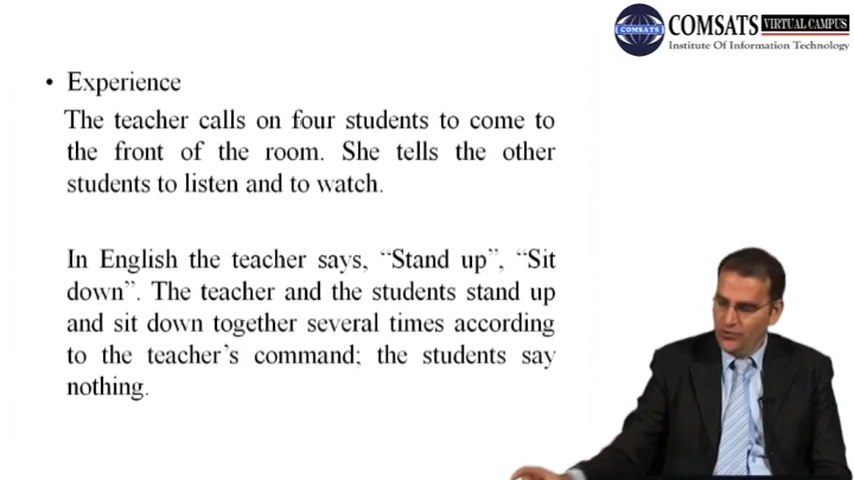 COMSATS VIRTUAL CAMPUS
COMSATS
Institute Of Information Technology
• Experience
The teacher calls on four students to come to
the front of the room. She tells the other
students to listen and to watch.
In English the teacher says, “Stand up”, “Sit
down”. The teacher and the students stand up
and sit down together several times according
to the teacher’s command; the students say
nothing.